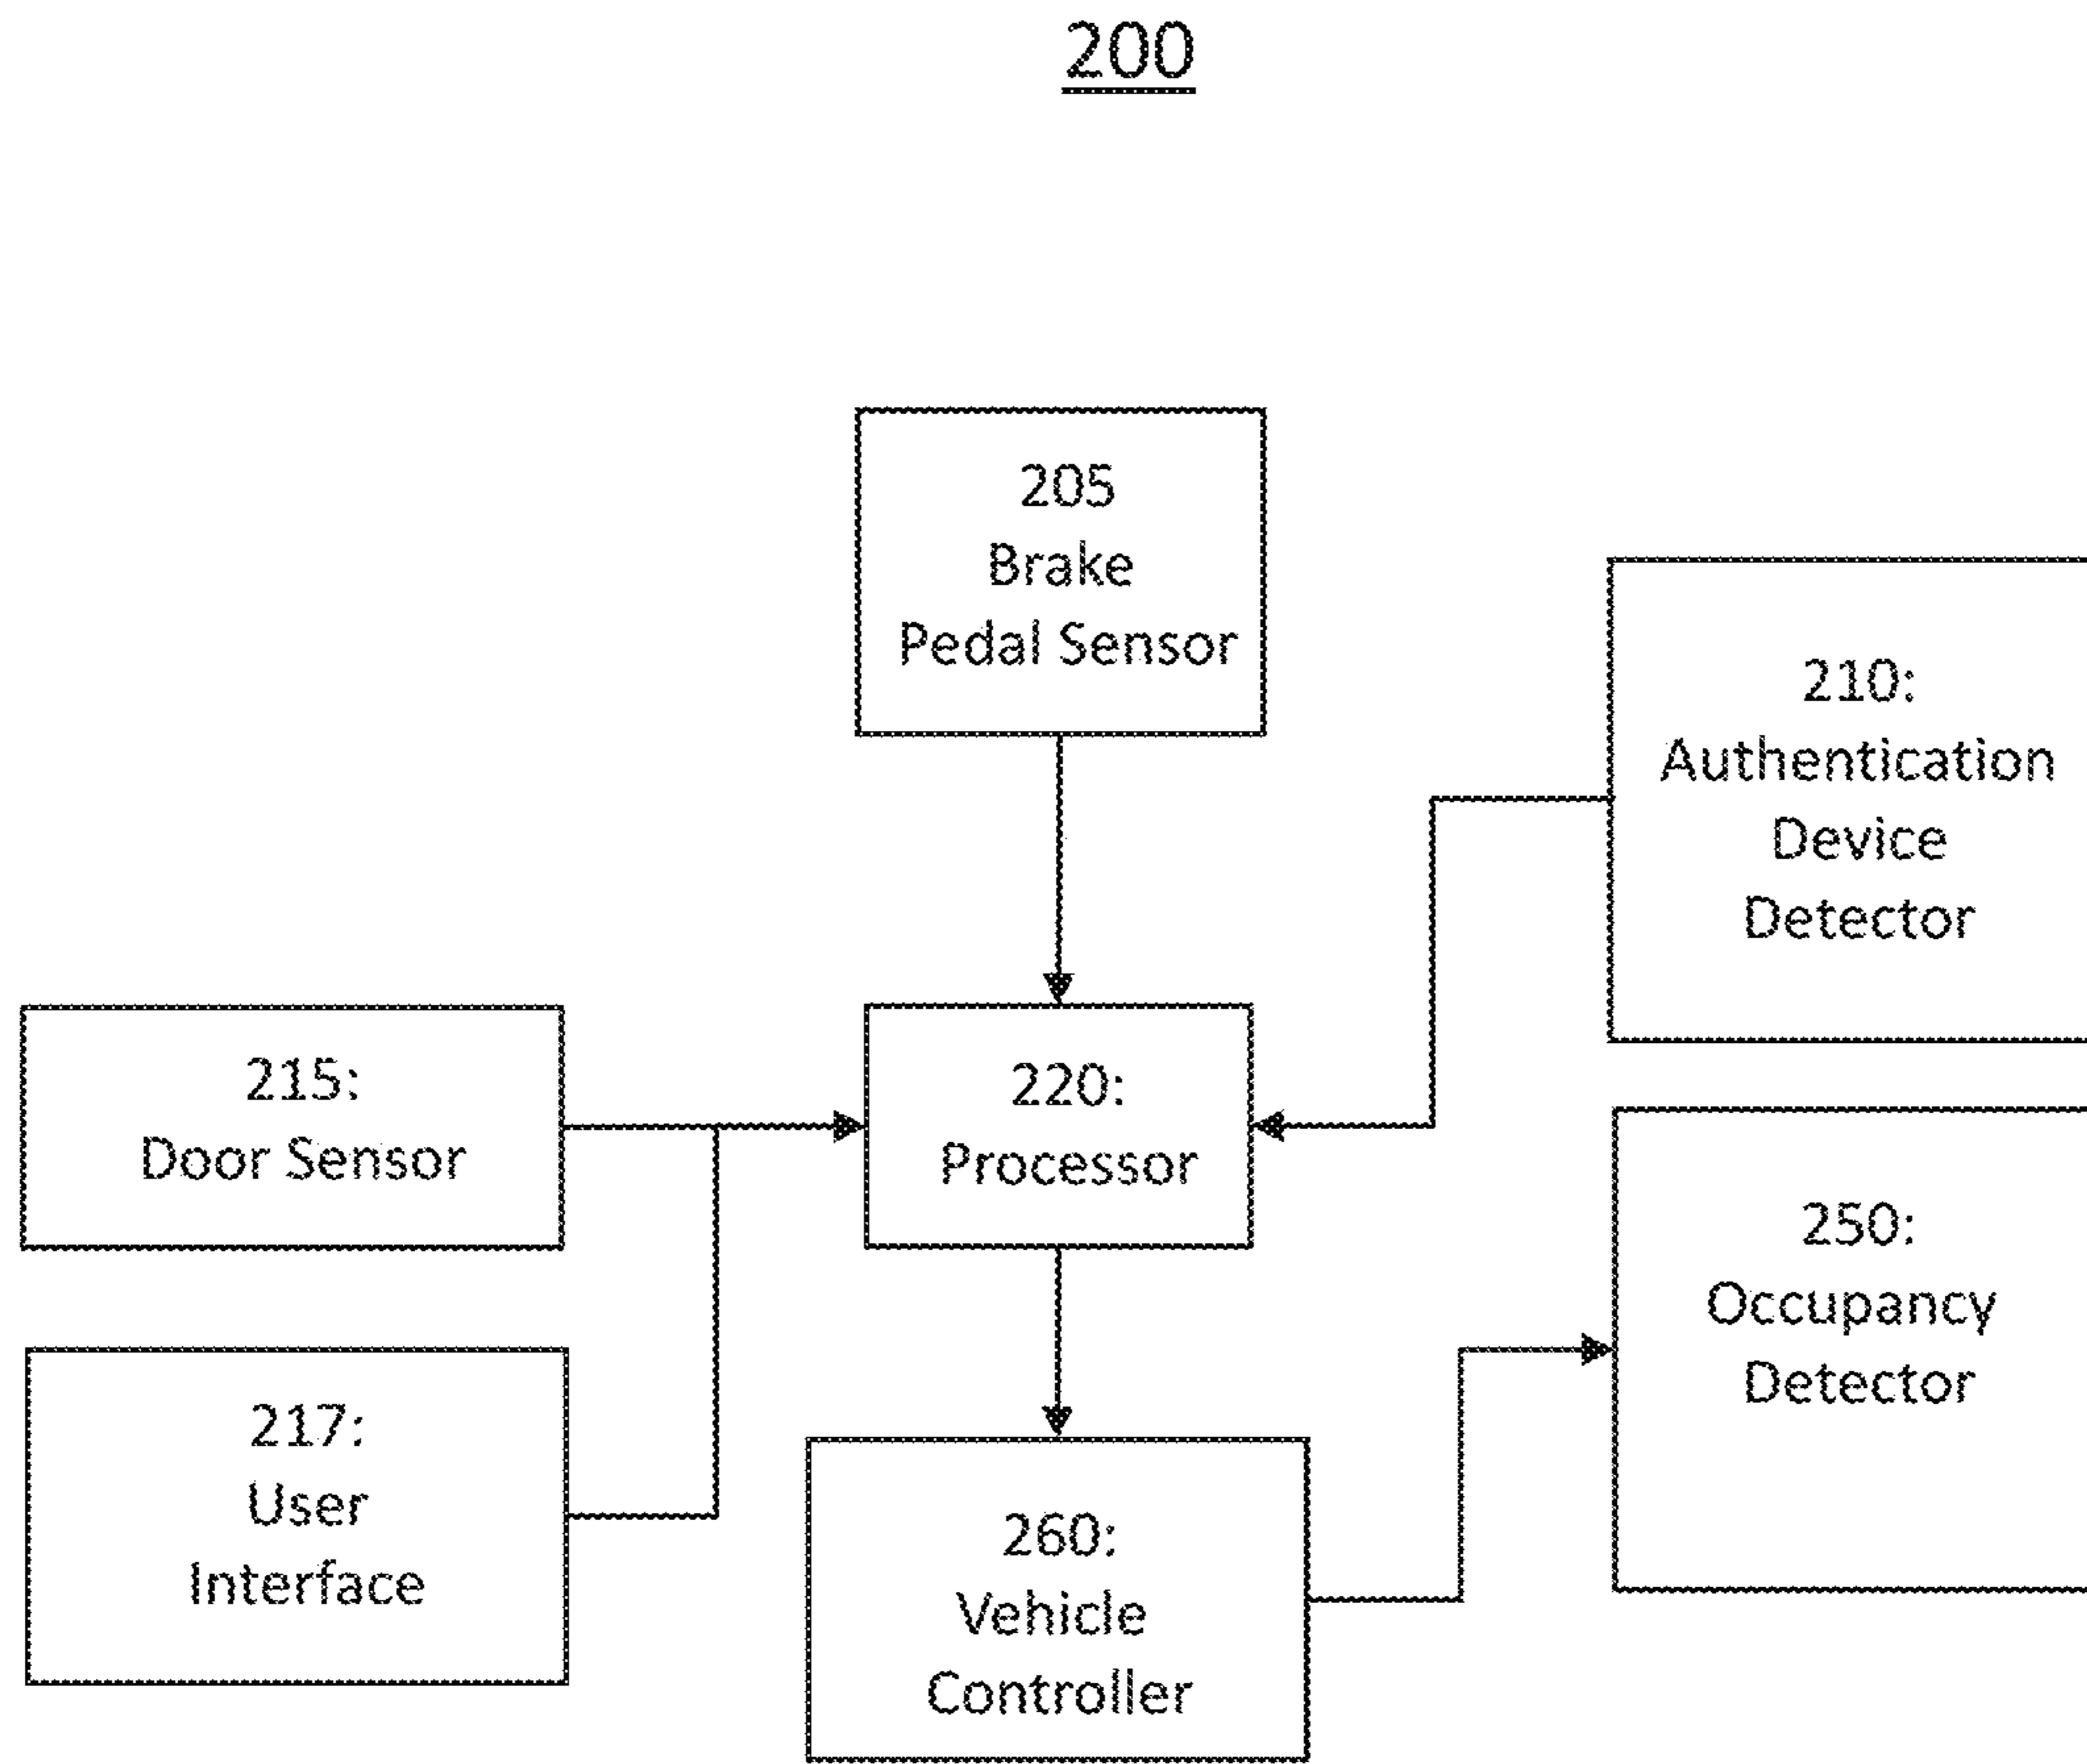 200
205
Brake
Pedal Sensor
210:
Authentication
Device
Detector
215:
Door Sensor
220:
Processor
250:
Occupancy
Detector
217:
User
Interface
260:
Vehicle
Controller